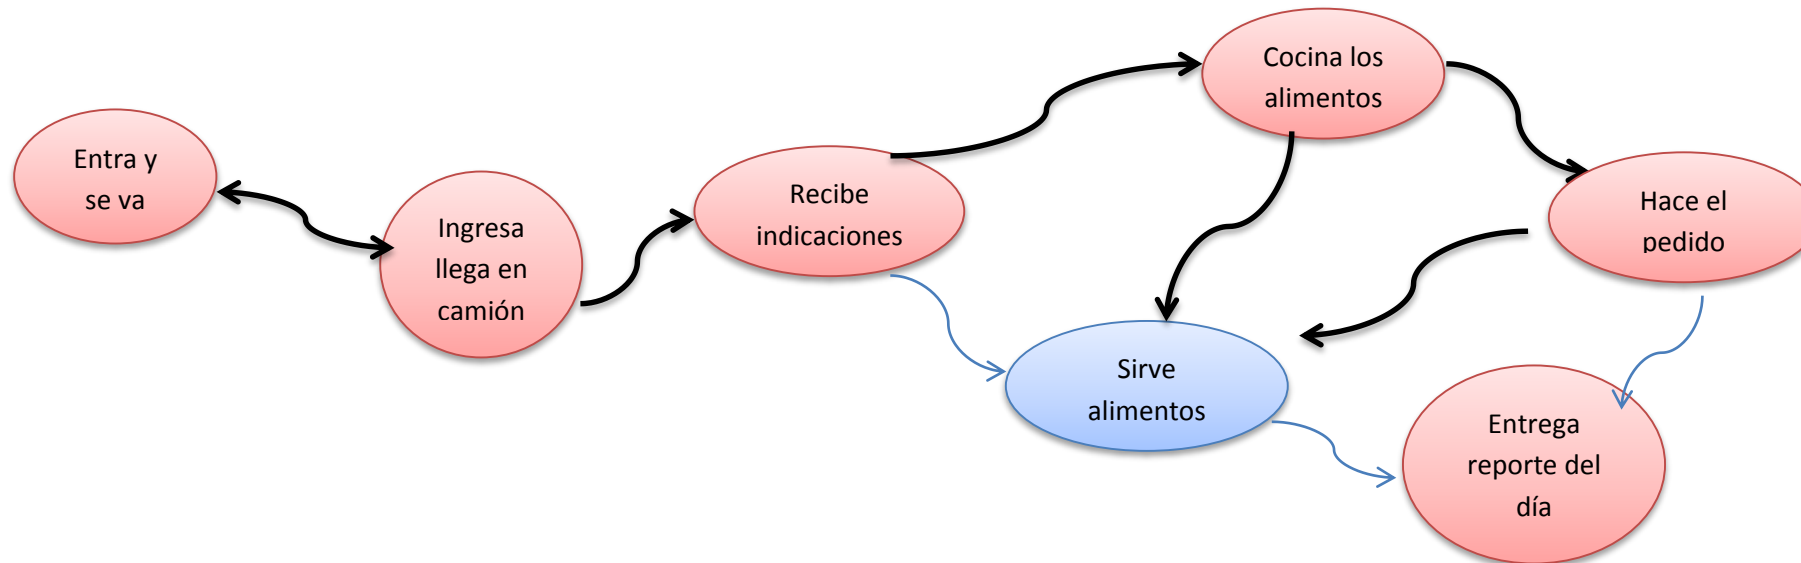 Entra y
se va
Ingresa
llega en
camión
Recibe
indicaciones
Cocina los
alimentos
Hace el
pedido
Sirve
alimentos
Entrega
reporte del
día